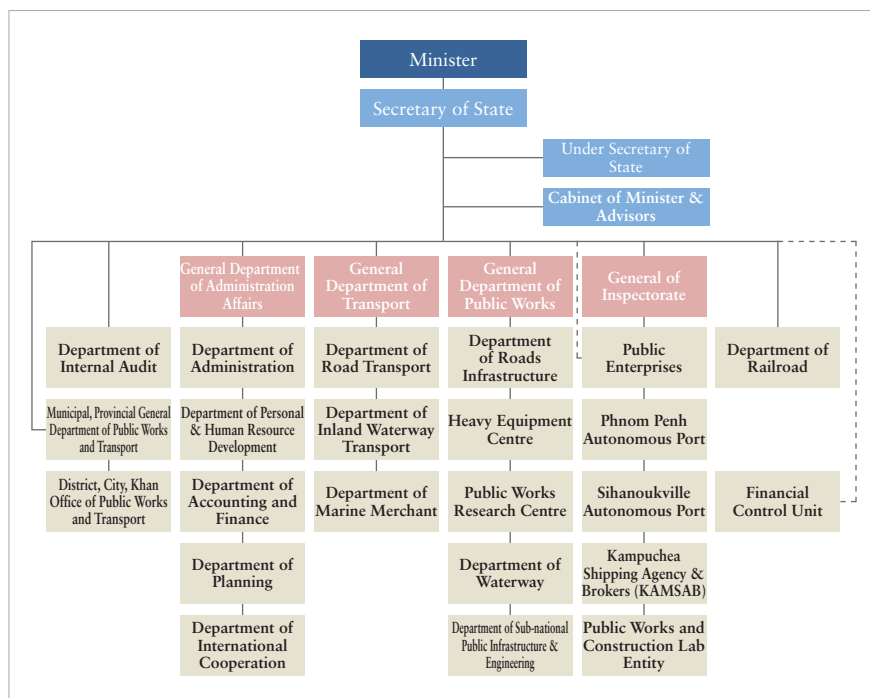 Minister
Secretary of State
Under Secretary of
State
Cabinet of Minister &
Advisors
General Department
of Administration
Affairs
General
Department of
Transport
General
Department of
Public Works
General of
Inspectorate
Department of
Internal Audit
Department of
Administration
Department of
Road Transport
Department
of Roads
Infrastructure
Public
Enterprises
Department of
Railroad
Municipal, Provincial General
Department of Public Works
and Transport
Department of Personal
& Human Resource
Development
Department of
Inland Waterway
Transport
Heavy Equipment
Centre
Phnom Penh
Autonomous Port
District, City, Khan
Office of Public Works
and Transport
Department of
Accounting and
Finance
Department of
Marine Merchant
Public Works
Research Centre
Sihanoukville
Autonomous Port
Financial
Control Unit
Department of
Planning
Department of
Waterway
Kampuchea
Shipping Agency &
Brokers (KAMSAB)
Department of
International
Cooperation
Department of Sub-national
Public Infrastructure &
Engineering
Public Works and
Construction Lab
Entity